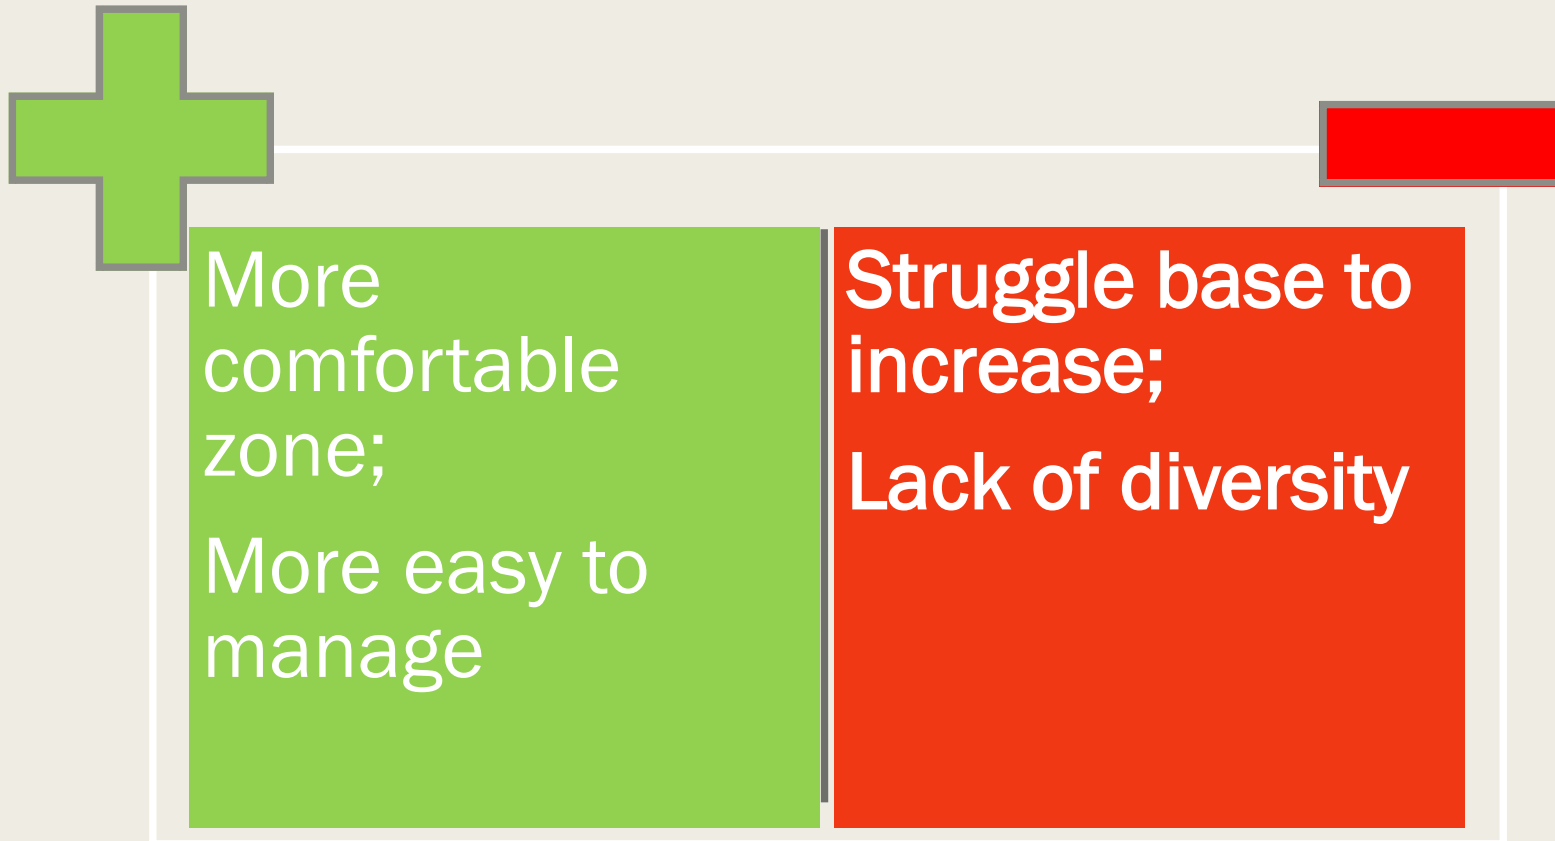 More
comfortable
zone;
More easy to
manage
Struggle base to
increase;
Lack of diversity